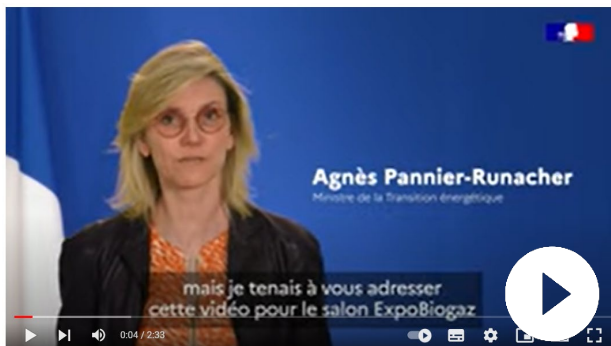 Agnès Pannier-Runacher
Ministre de la Transition énergétique
mais je tenais à vous adresser
cette vidéo pour le salon ExpoBiogaz
0:04 / 2:33